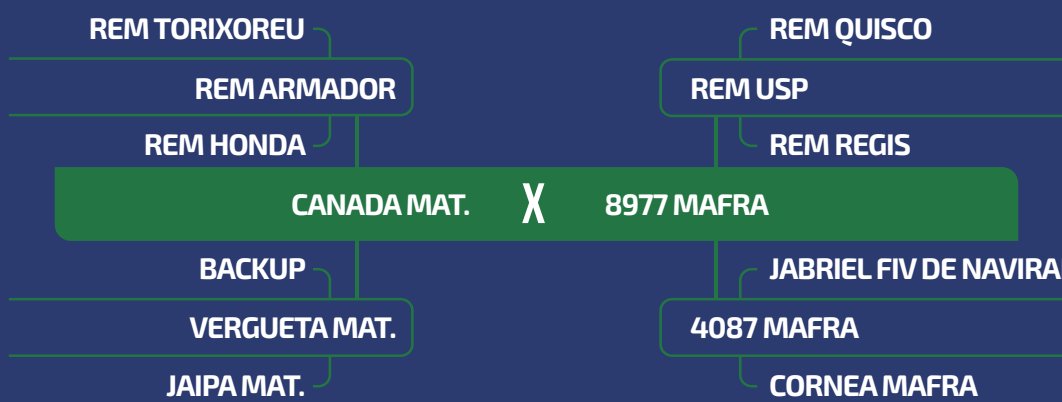 REM TORIXOREU
REM QUISCO
REM ARMADOR
REM USP
REM HONDA
REM REGIS
CANADA MAT. X 8977 MAFRA
BACKUP
JABRIEL FIV DE NAVIRAI
VERGUETA MAT.
4087 MAFRA
JAIPA MAT.
CORNEA MAFRA